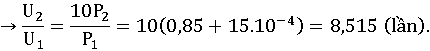 → U₂/U₁ = 10P₂/P₁ = 10(0,85 + 15.10⁻⁴) = 8,515 (lần).